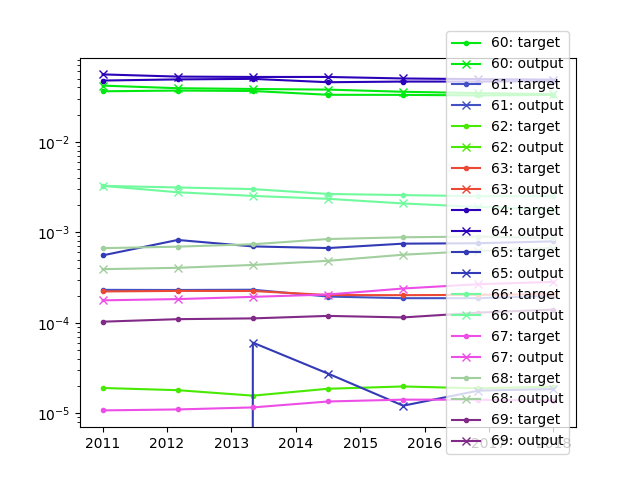 60: target
60: output
61: target
61: output
62: target
62: output
63: target
63: output
64: target
64: output
65: target
65: output
66: target
66: output
67: target
67: output
68: target
68: output
69: target
69: output
10⁻²
10⁻³
10⁻⁴
10⁻⁵
2011 2012 2013 2014 2015 2016 2017 2018